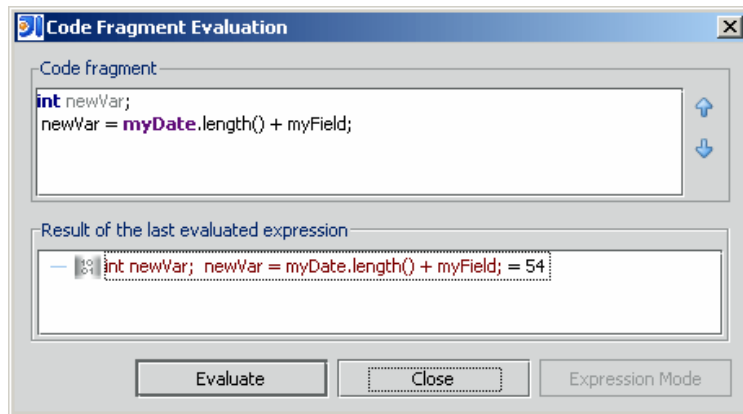 Code Fragment Evaluation
Code fragment
int newVar;
newVar = myDate.length() + myField;
Result of the last evaluated expression
int newVar; newVar = myDate.length() + myField; = 54
Evaluate
Close
Expression Mode